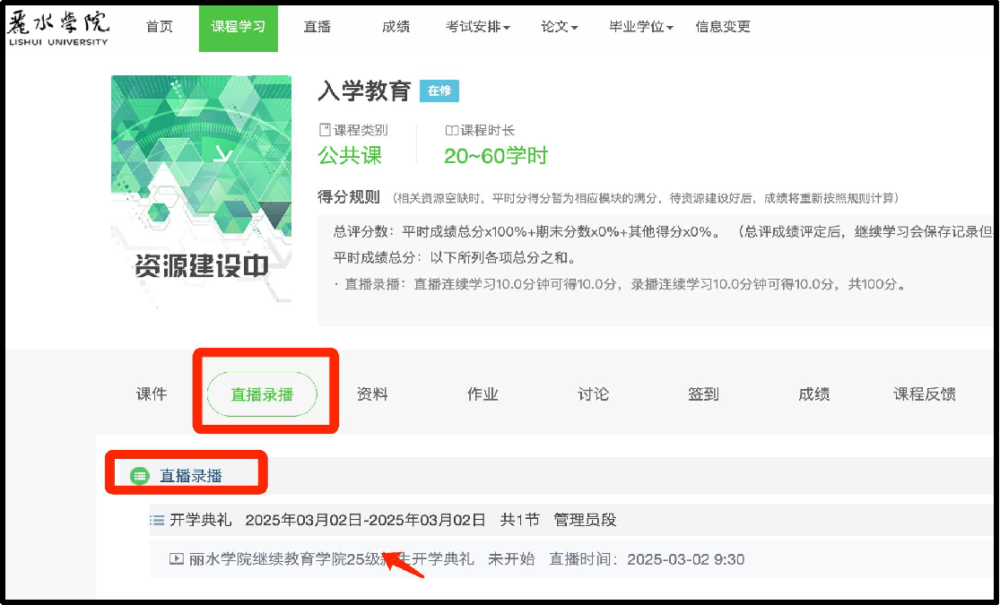 麗水學院
LISHUI UNIVERSITY
首页 课程学习 直播 成绩 考试安排 论文 毕业学位 信息变更
入学教育 在修
课程类别 课程时长
公共课 20~60学时
得分规则 (相关资源空缺时，平时分得分暂为相应模块的满分，待资源建设好后，成绩将重新按照规则计算)
总评分数：平时成绩总分x100%+期末分数x0%+其他得分x0%。 （总评成绩评定后，继续学习会保存记录但
平时成绩总分：以下所列各项总分之和。
· 直播录播：直播连续学习10.0分钟可得10.0分，录播连续学习10.0分钟可得10.0分，共100分。
资源建设中
课件 直播录播 资料 作业 讨论 签到 成绩 课程反馈
直播录播
开学典礼 2025年03月02日-2025年03月02日 共1节 管理员段
丽水学院继续教育学院25级新生开学典礼 未开始 直播时间：2025-03-02 9:30